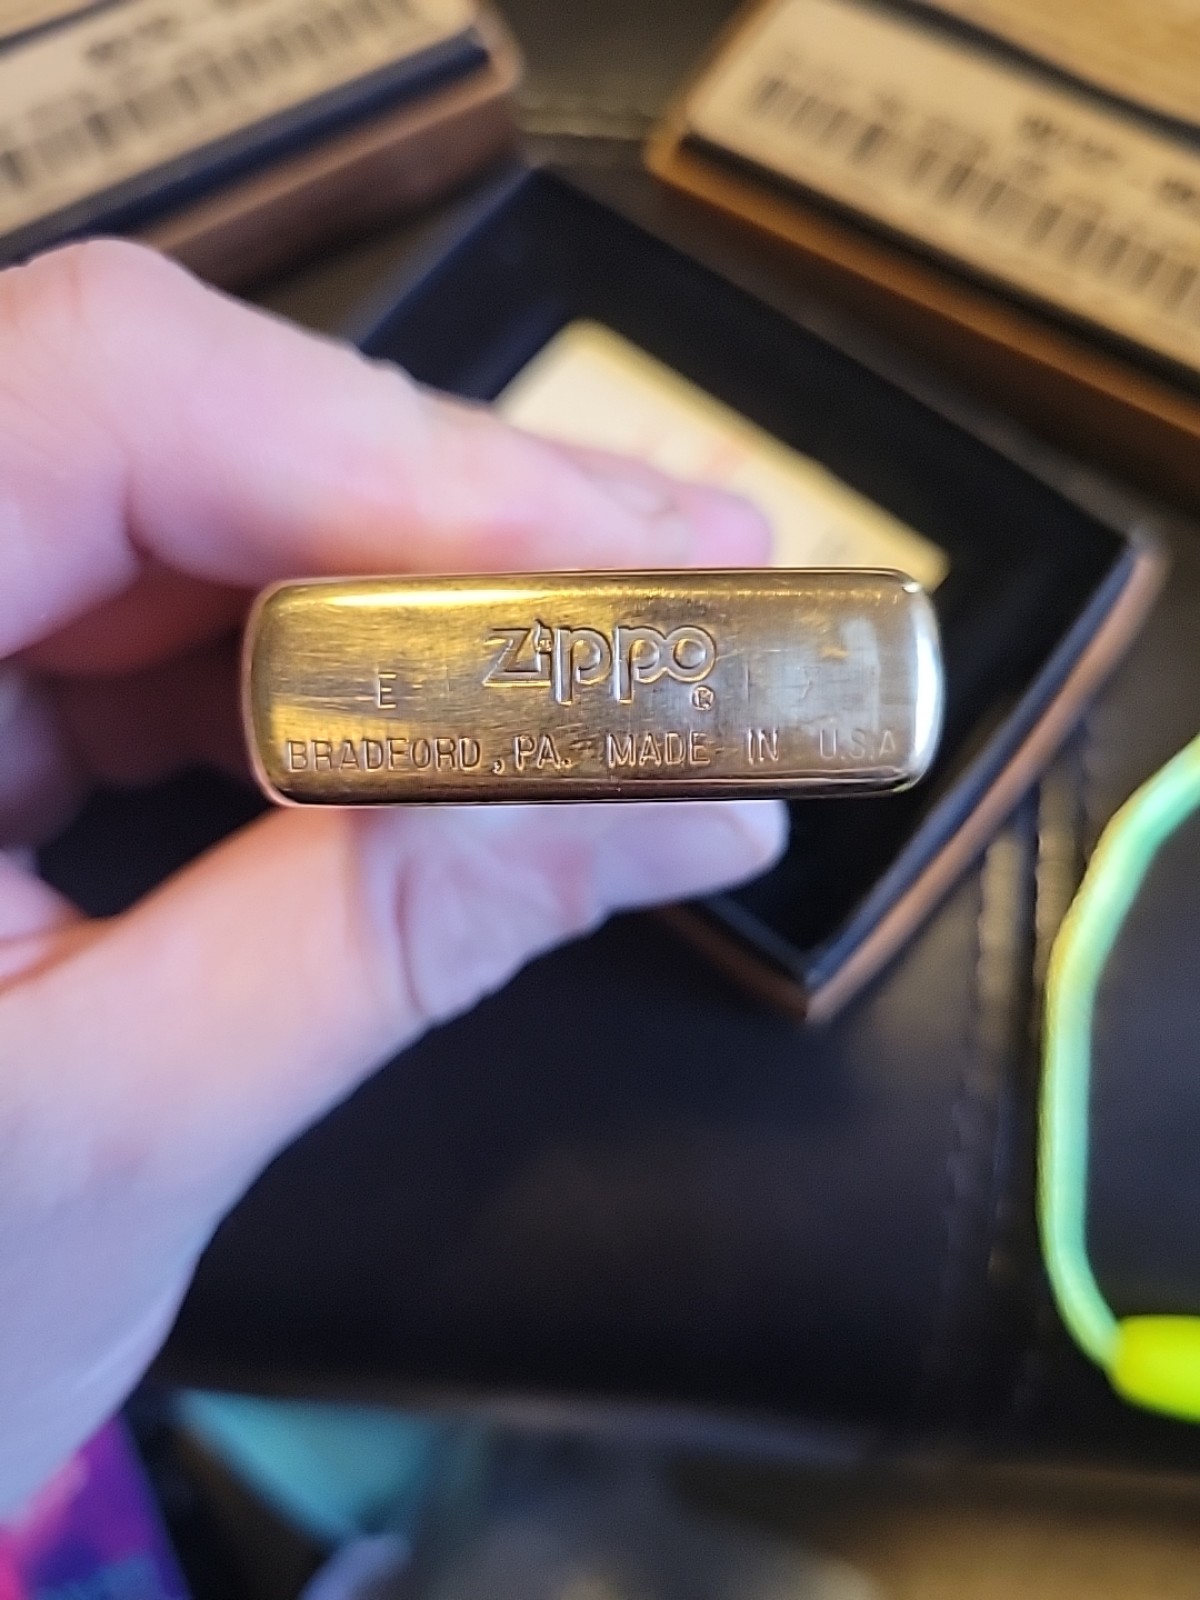 zippo ®
E
BRADFORD, PA. MADE IN U.S.A